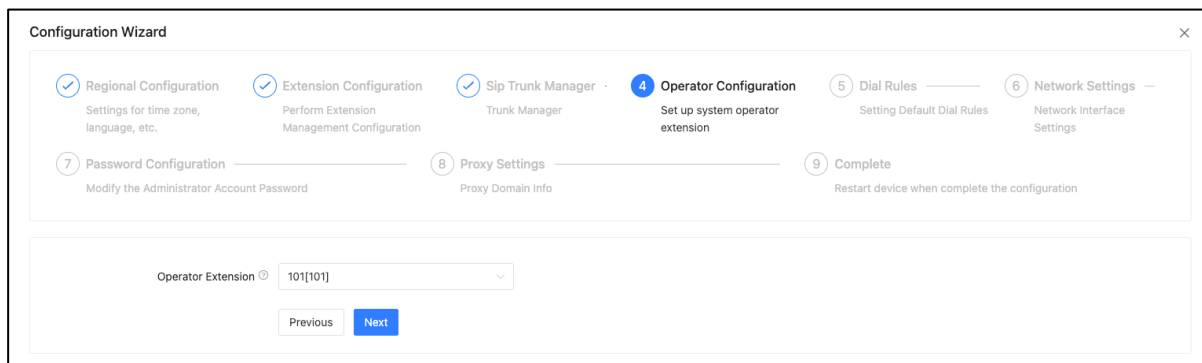 Configuration Wizard
Regional Configuration
Settings for time zone,
language, etc.
Extension Configuration
Perform Extension
Management Configuration
Sip Trunk Manager
Trunk Manager
4 Operator Configuration
Set up system operator
extension
5 Dial Rules
Setting Default Dial Rules
6 Network Settings
Network Interface
Settings
7 Password Configuration
Modify the Administrator Account Password
8 Proxy Settings
Proxy Domain Info
9 Complete
Restart device when complete the configuration
Operator Extension ? 101[101]
Previous Next